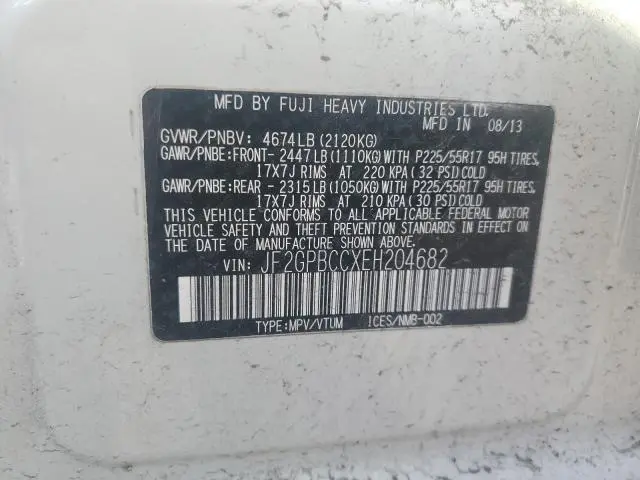 MFD BY FUJI HEAVY INDUSTRIES LTD.
MFD IN 08/13
GVWR/PNBV: 4674LB (2120KG)
GAWR/PNBE:FRONT- 2447LB (1110KG) WITH P225/55R17 95H TIRES,
17X7J RIMS AT 220 KPA ( 32 PSI) COLD
GAWR/PNBE:REAR - 2315LB (1050KG) WITH P225/55R17 95H TIRES,
17X7J RIMS AT 210 KPA ( 30 PSI) COLD
THIS VEHICLE CONFORMS TO ALL APPLICABLE FEDERAL MOTOR
VEHICLE SAFETY AND THEFT PREVENTION STANDARDS IN EFFECT ON
THE DATE OF MANUFACTURE SHOWN ABOVE.
VIN: JF2GPBCCXEH204682
TYPE:MPV/VTUM ICES/NMB-002